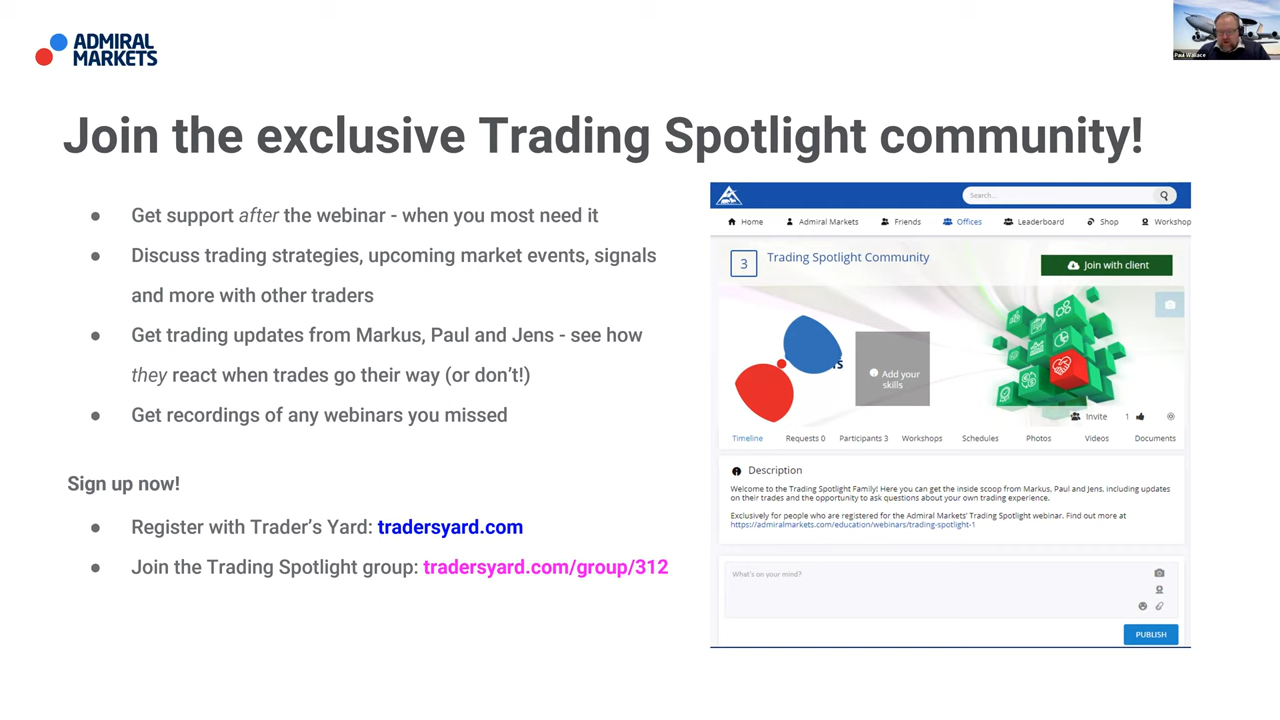 ADMIRAL
MARKETS
Paul Wallace
Join the exclusive Trading Spotlight community!
● Get support after the webinar - when you most need it
● Discuss trading strategies, upcoming market events, signals
and more with other traders
● Get trading updates from Markus, Paul and Jens - see how
they react when trades go their way (or don’t!)
● Get recordings of any webinars you missed
Sign up now!
● Register with Trader’s Yard: tradersyard.com
● Join the Trading Spotlight group: tradersyard.com/group/312
Search...
Home Admiral Markets Friends Offices Leaderboard Shop Workshop
3 Trading Spotlight Community Join with client
Add your
skills
Invite 1
Timeline Requests 0 Participants 3 Workshops Schedules Photos Videos Documents
Description
Welcome to the Trading Spotlight Family! Here you can get the inside scoop from Markus, Paul and Jens, including updates
on their trades and the opportunity to ask questions about your own trading experience.
Exclusively for people who are registered for the Admiral Markets' Trading Spotlight webinar. Find out more at
https://admiralmarkets.com/education/webinars/trading-spotlight-1
What's on your mind?
PUBLISH